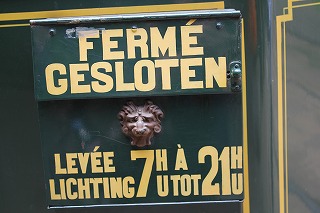 FERMÉ
GESLOTEN
LEVÉE 7H À 21H
LICHTING 7U TOT 21U